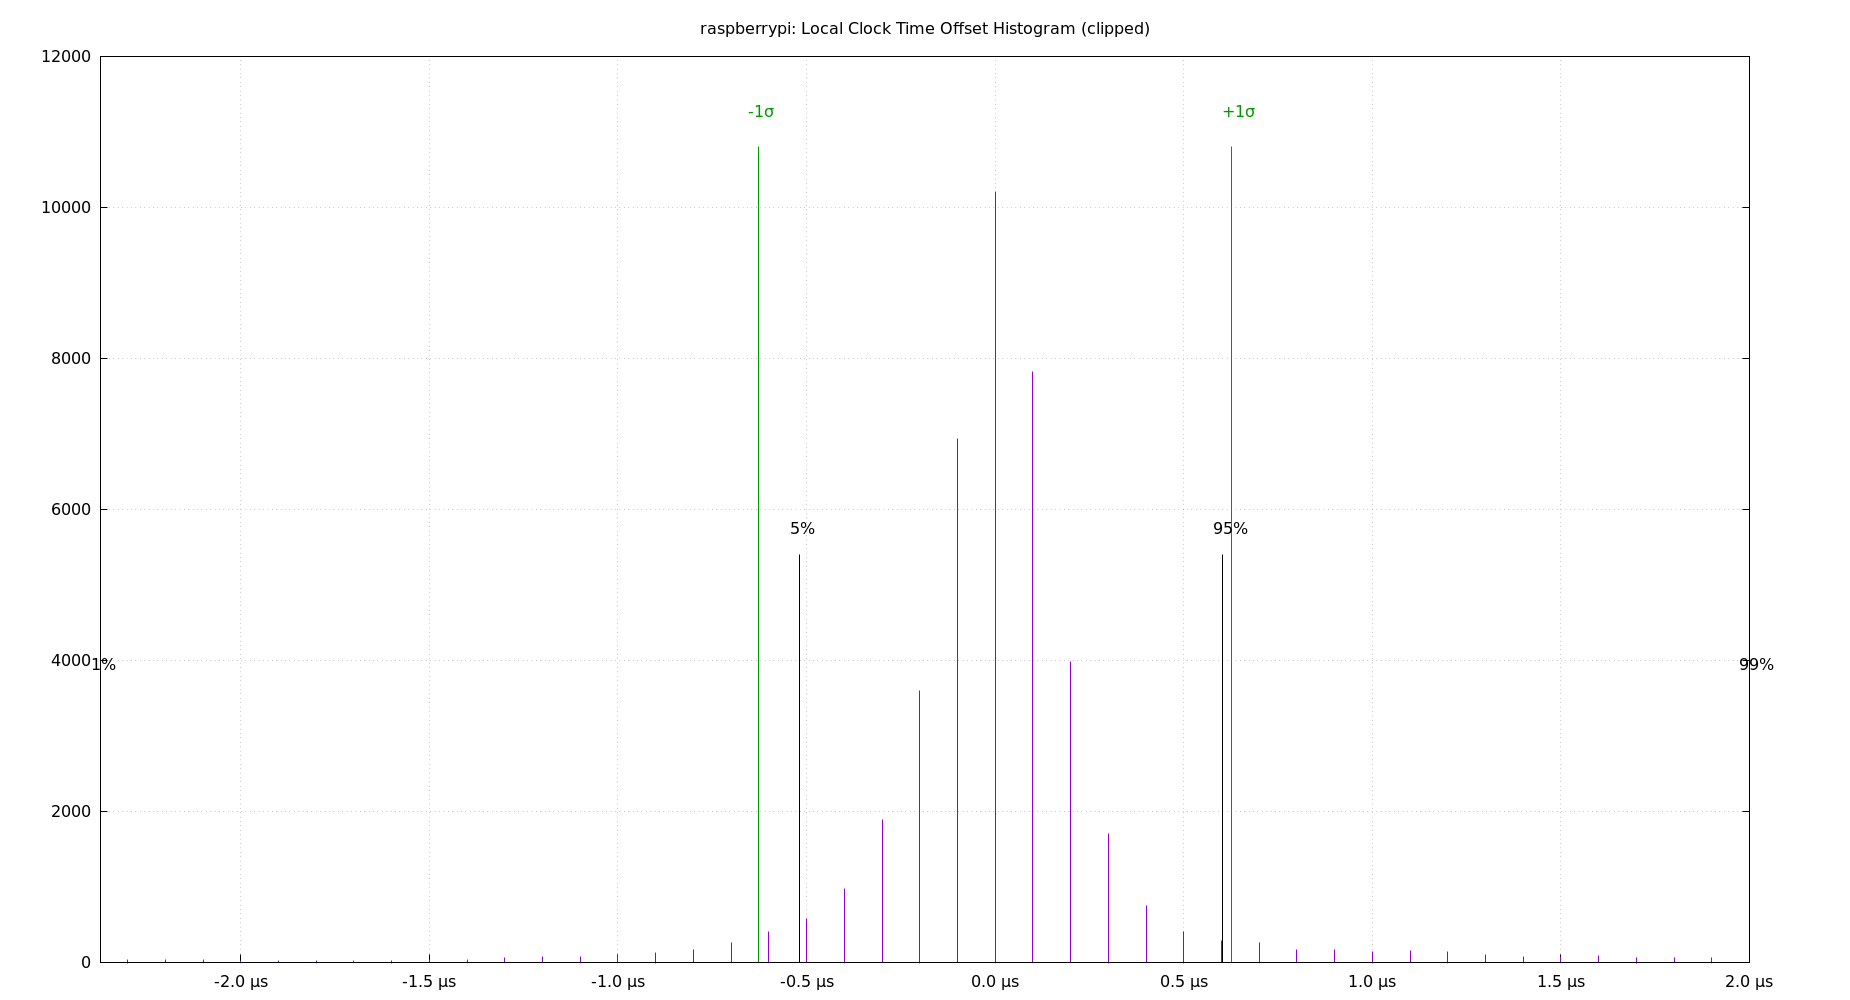 raspberrypi: Local Clock Time Offset Histogram (clipped)
12000
-1σ
+1σ
10000
8000
6000
5%
95%
4000
1%
99%
2000
0
-2.0 µs
-1.5 µs
-1.0 µs
-0.5 µs
0.0 µs
0.5 µs
1.0 µs
1.5 µs
2.0 µs